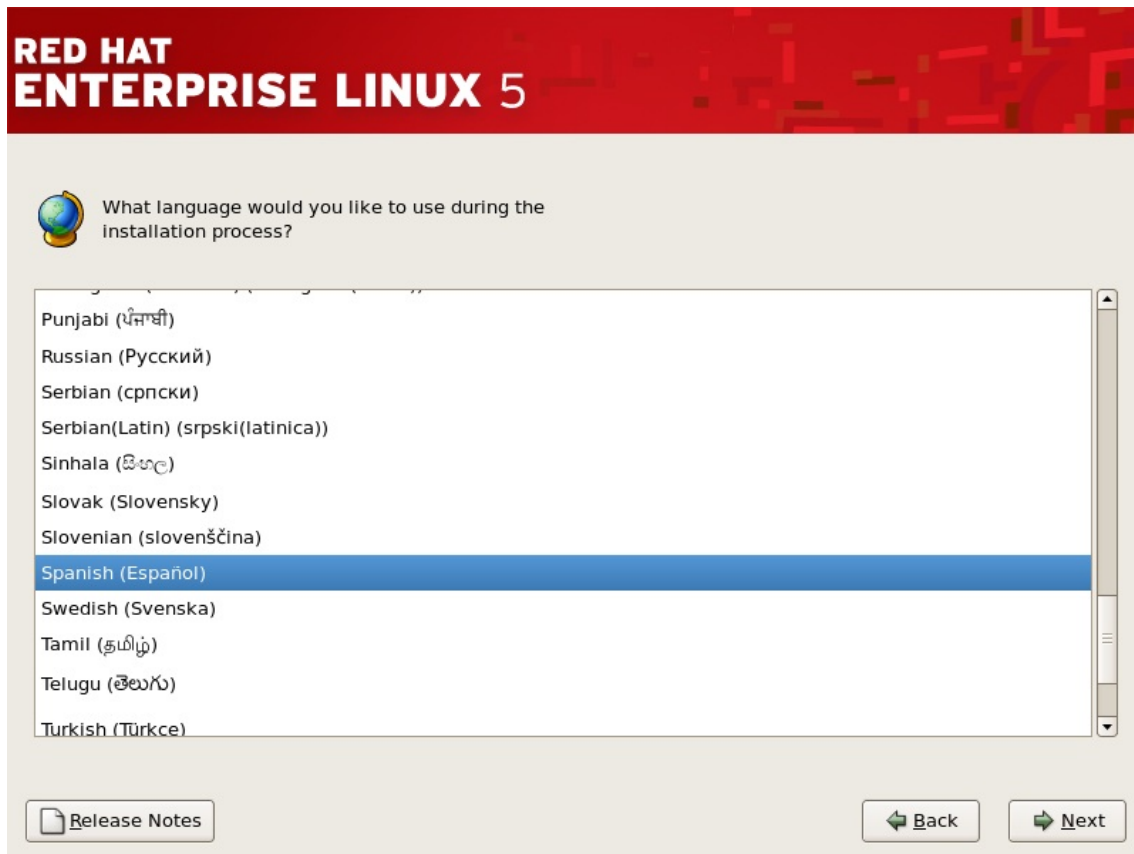 RED HAT
ENTERPRISE LINUX 5
What language would you like to use during the
installation process?
Punjabi (ਪੰਜਾਬੀ)
Russian (Русский)
Serbian (српски)
Serbian(Latin) (srpski(latinica))
Sinhala (සිංහල)
Slovak (Slovensky)
Slovenian (slovenščina)
Spanish (Español)
Swedish (Svenska)
Tamil (தமிழ்)
Telugu (తెలుగు)
Turkish (Türkçe)
Release Notes
Back
Next